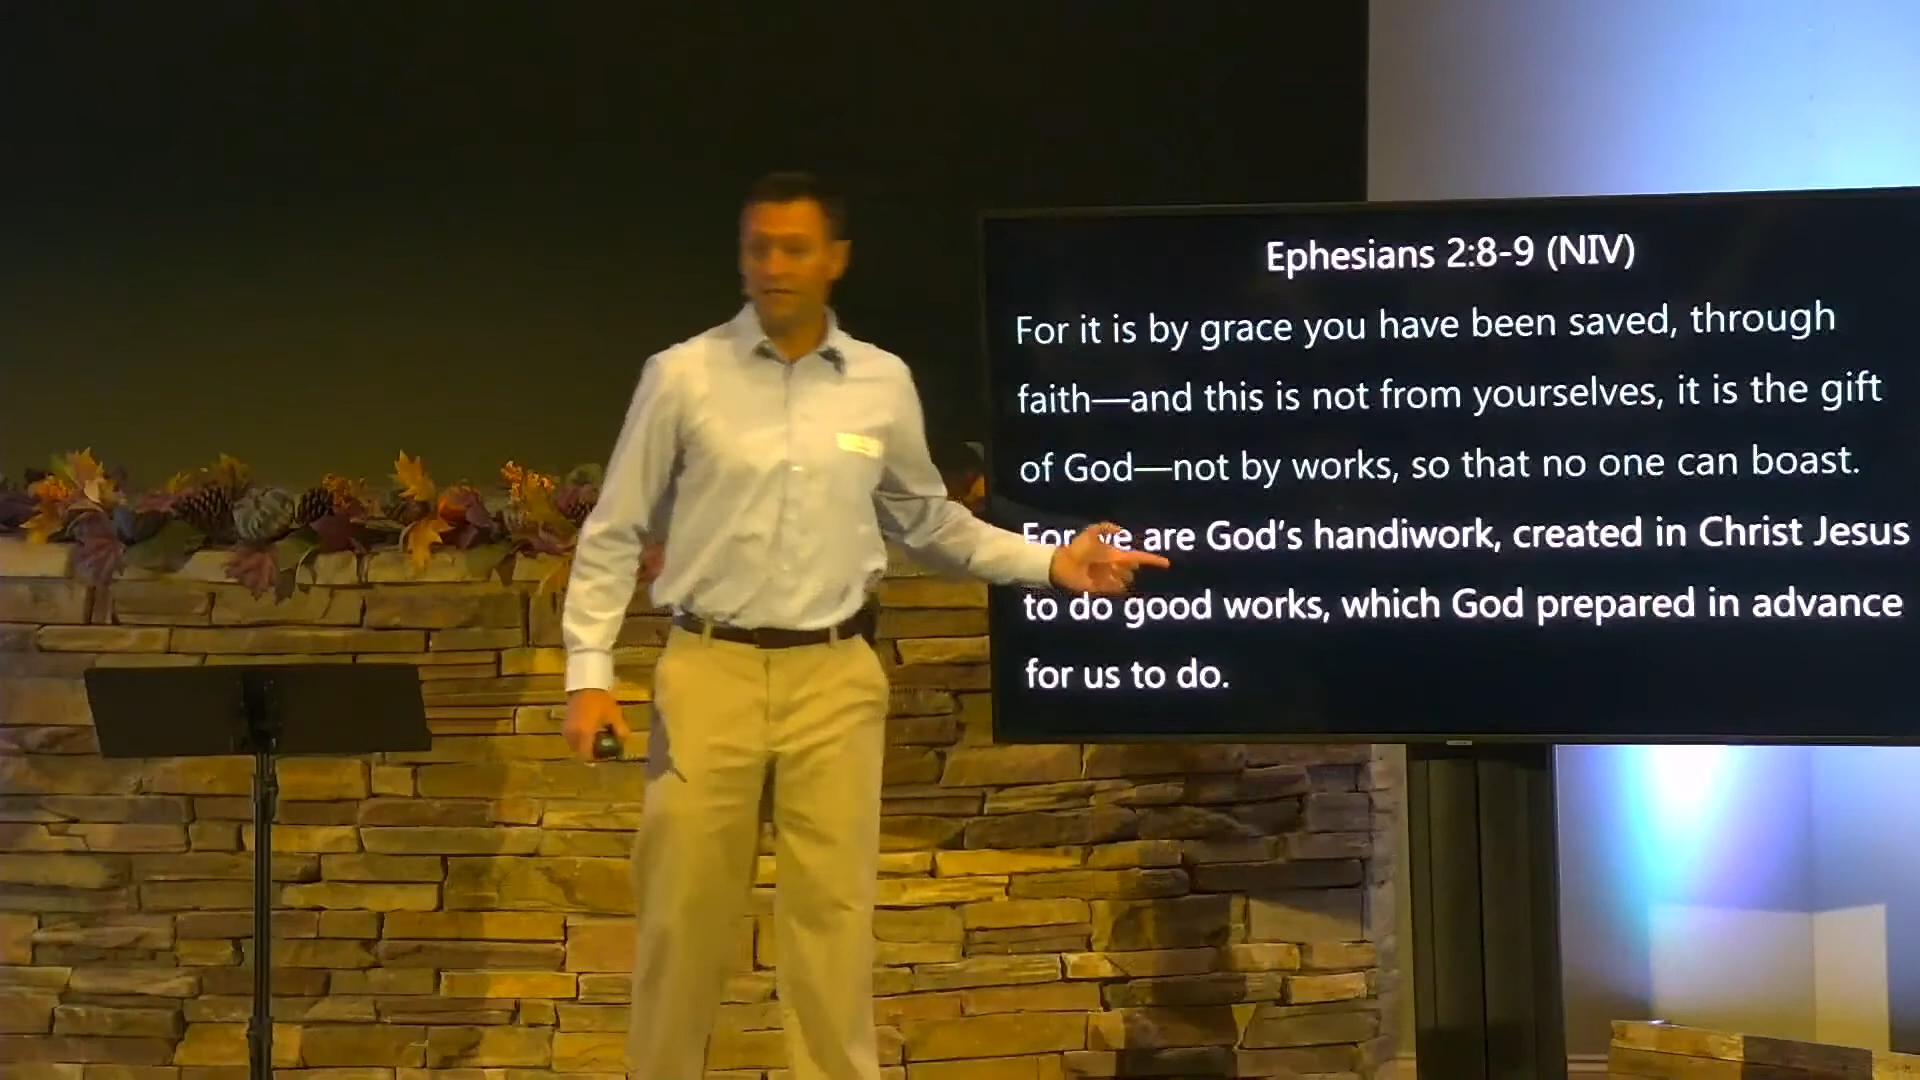 Ephesians 2:8-9 (NIV)
For it is by grace you have been saved, through
faith—and this is not from yourselves, it is the gift
of God—not by works, so that no one can boast.
For we are God's handiwork, created in Christ Jesus
to do good works, which God prepared in advance
for us to do.